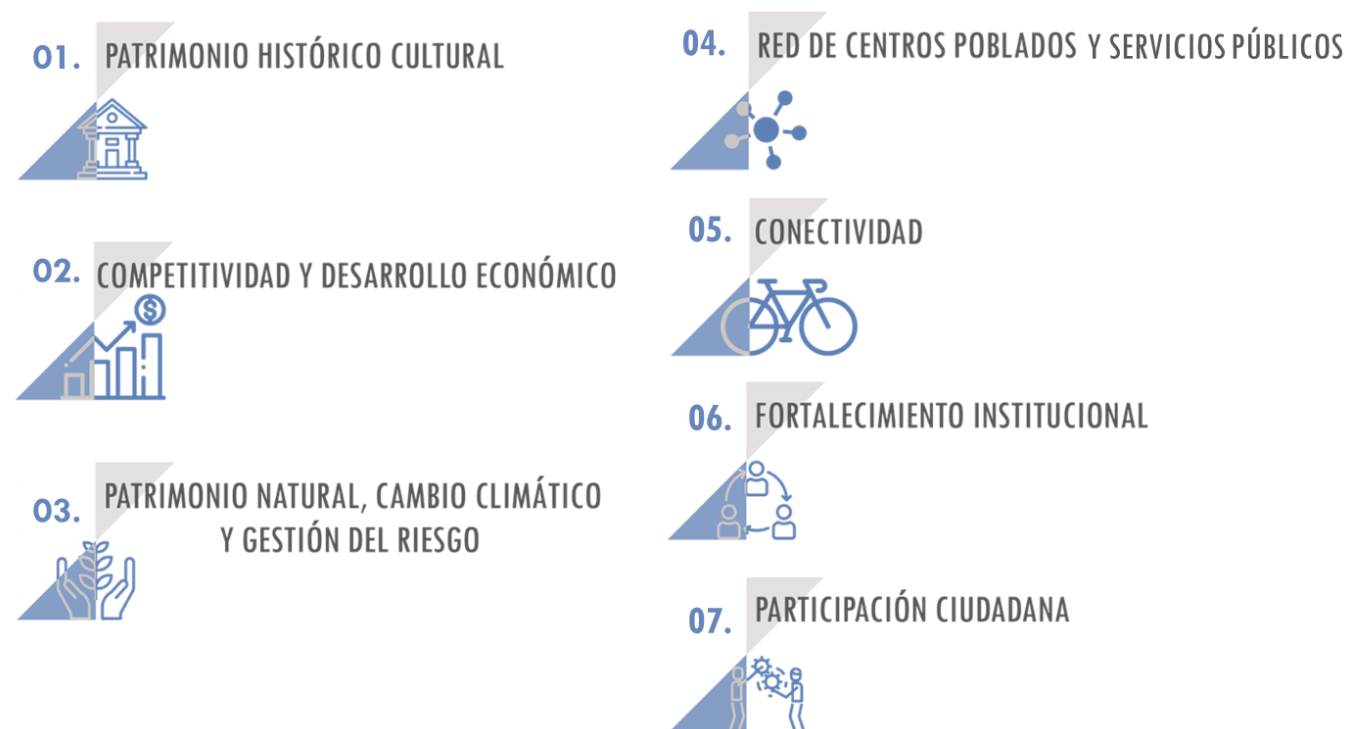 01. PATRIMONIO HISTÓRICO CULTURAL
02. COMPETITIVIDAD Y DESARROLLO ECONÓMICO
$
03. PATRIMONIO NATURAL, CAMBIO CLIMÁTICO
Y GESTIÓN DEL RIESGO
04. RED DE CENTROS POBLADOS Y SERVICIOS PÚBLICOS
05. CONECTIVIDAD
06. FORTALECIMIENTO INSTITUCIONAL
07. PARTICIPACIÓN CIUDADANA